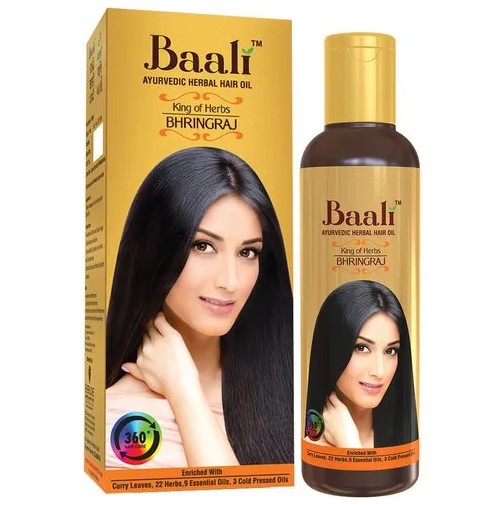 Baali™
AYURVEDIC HERBAL HAIR OIL
King of Herbs
BHRINGRAJ
360°
HAIR CARE
Enriched With
Curry Leaves, 22 Herbs,9 Essential Oils, 3 Cold Pressed Oils
Baali™
AYURVEDIC HERBAL HAIR OIL
King of Herbs
BHRINGRAJ
Enriched With
Curry Leaves, 22 Herbs,9 Essential Oils, 3 Cold Pressed Oils